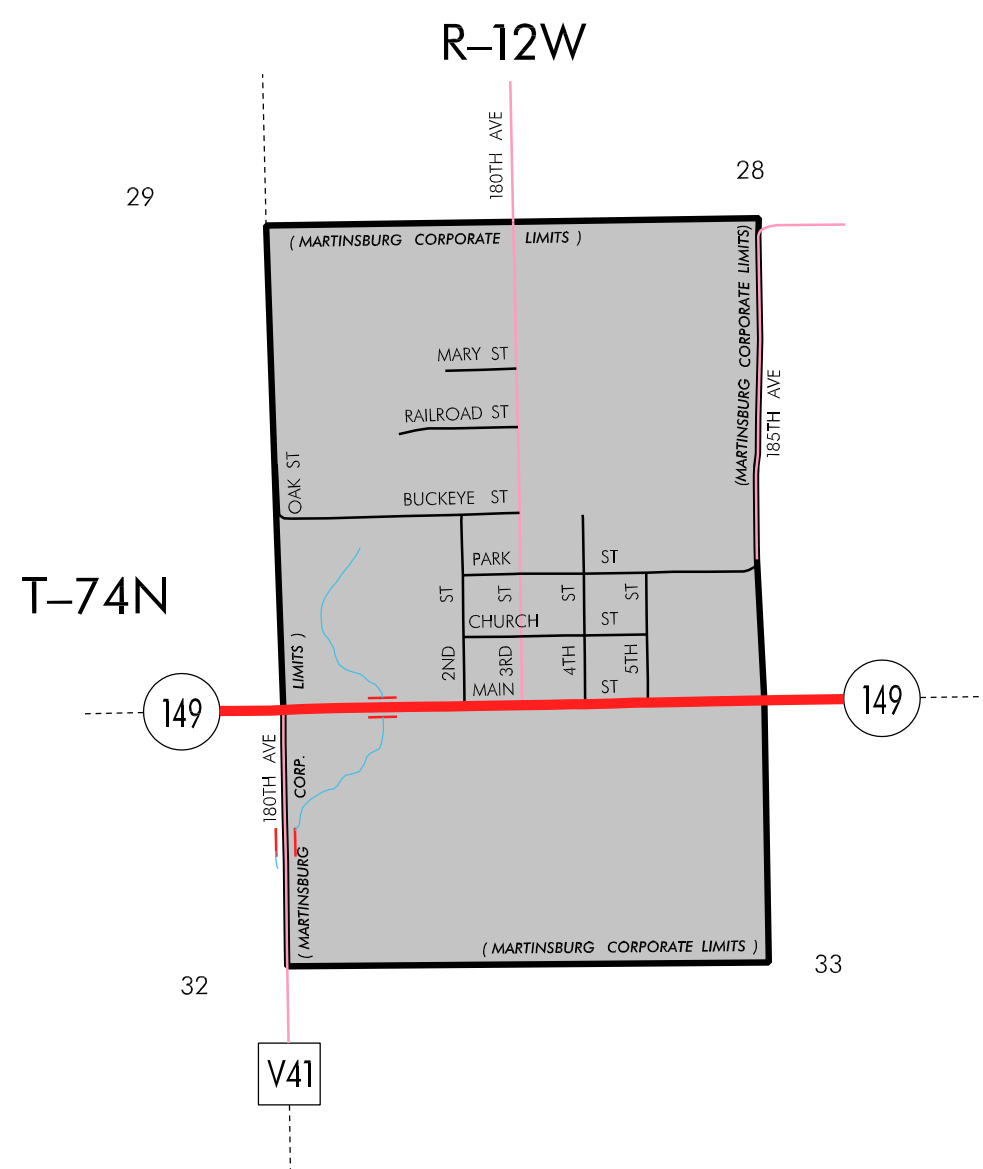 R–12W
180TH AVE
28
29
( MARTINSBURG CORPORATE LIMITS )
(MARTINSBURG CORPORATE LIMITS)
MARY ST
185TH AVE
RAILROAD ST
OAK ST
BUCKEYE ST
PARK ST
T–74N
2ND ST
3RD ST
4TH ST
5TH ST
CHURCH ST
MAIN ST
149
149
180TH AVE
( MARTINSBURG CORP. LIMITS )
( MARTINSBURG CORPORATE LIMITS )
33
32
V41